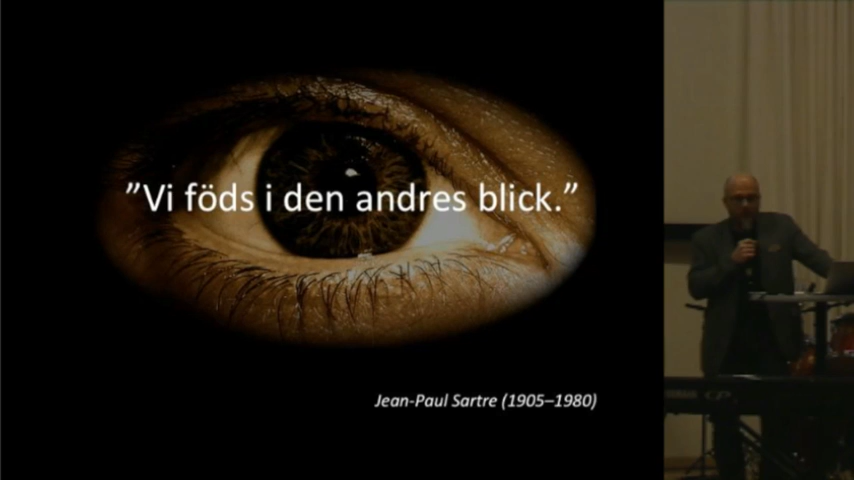 ”Vi föds i den andres blick.”
Jean-Paul Sartre (1905–1980)